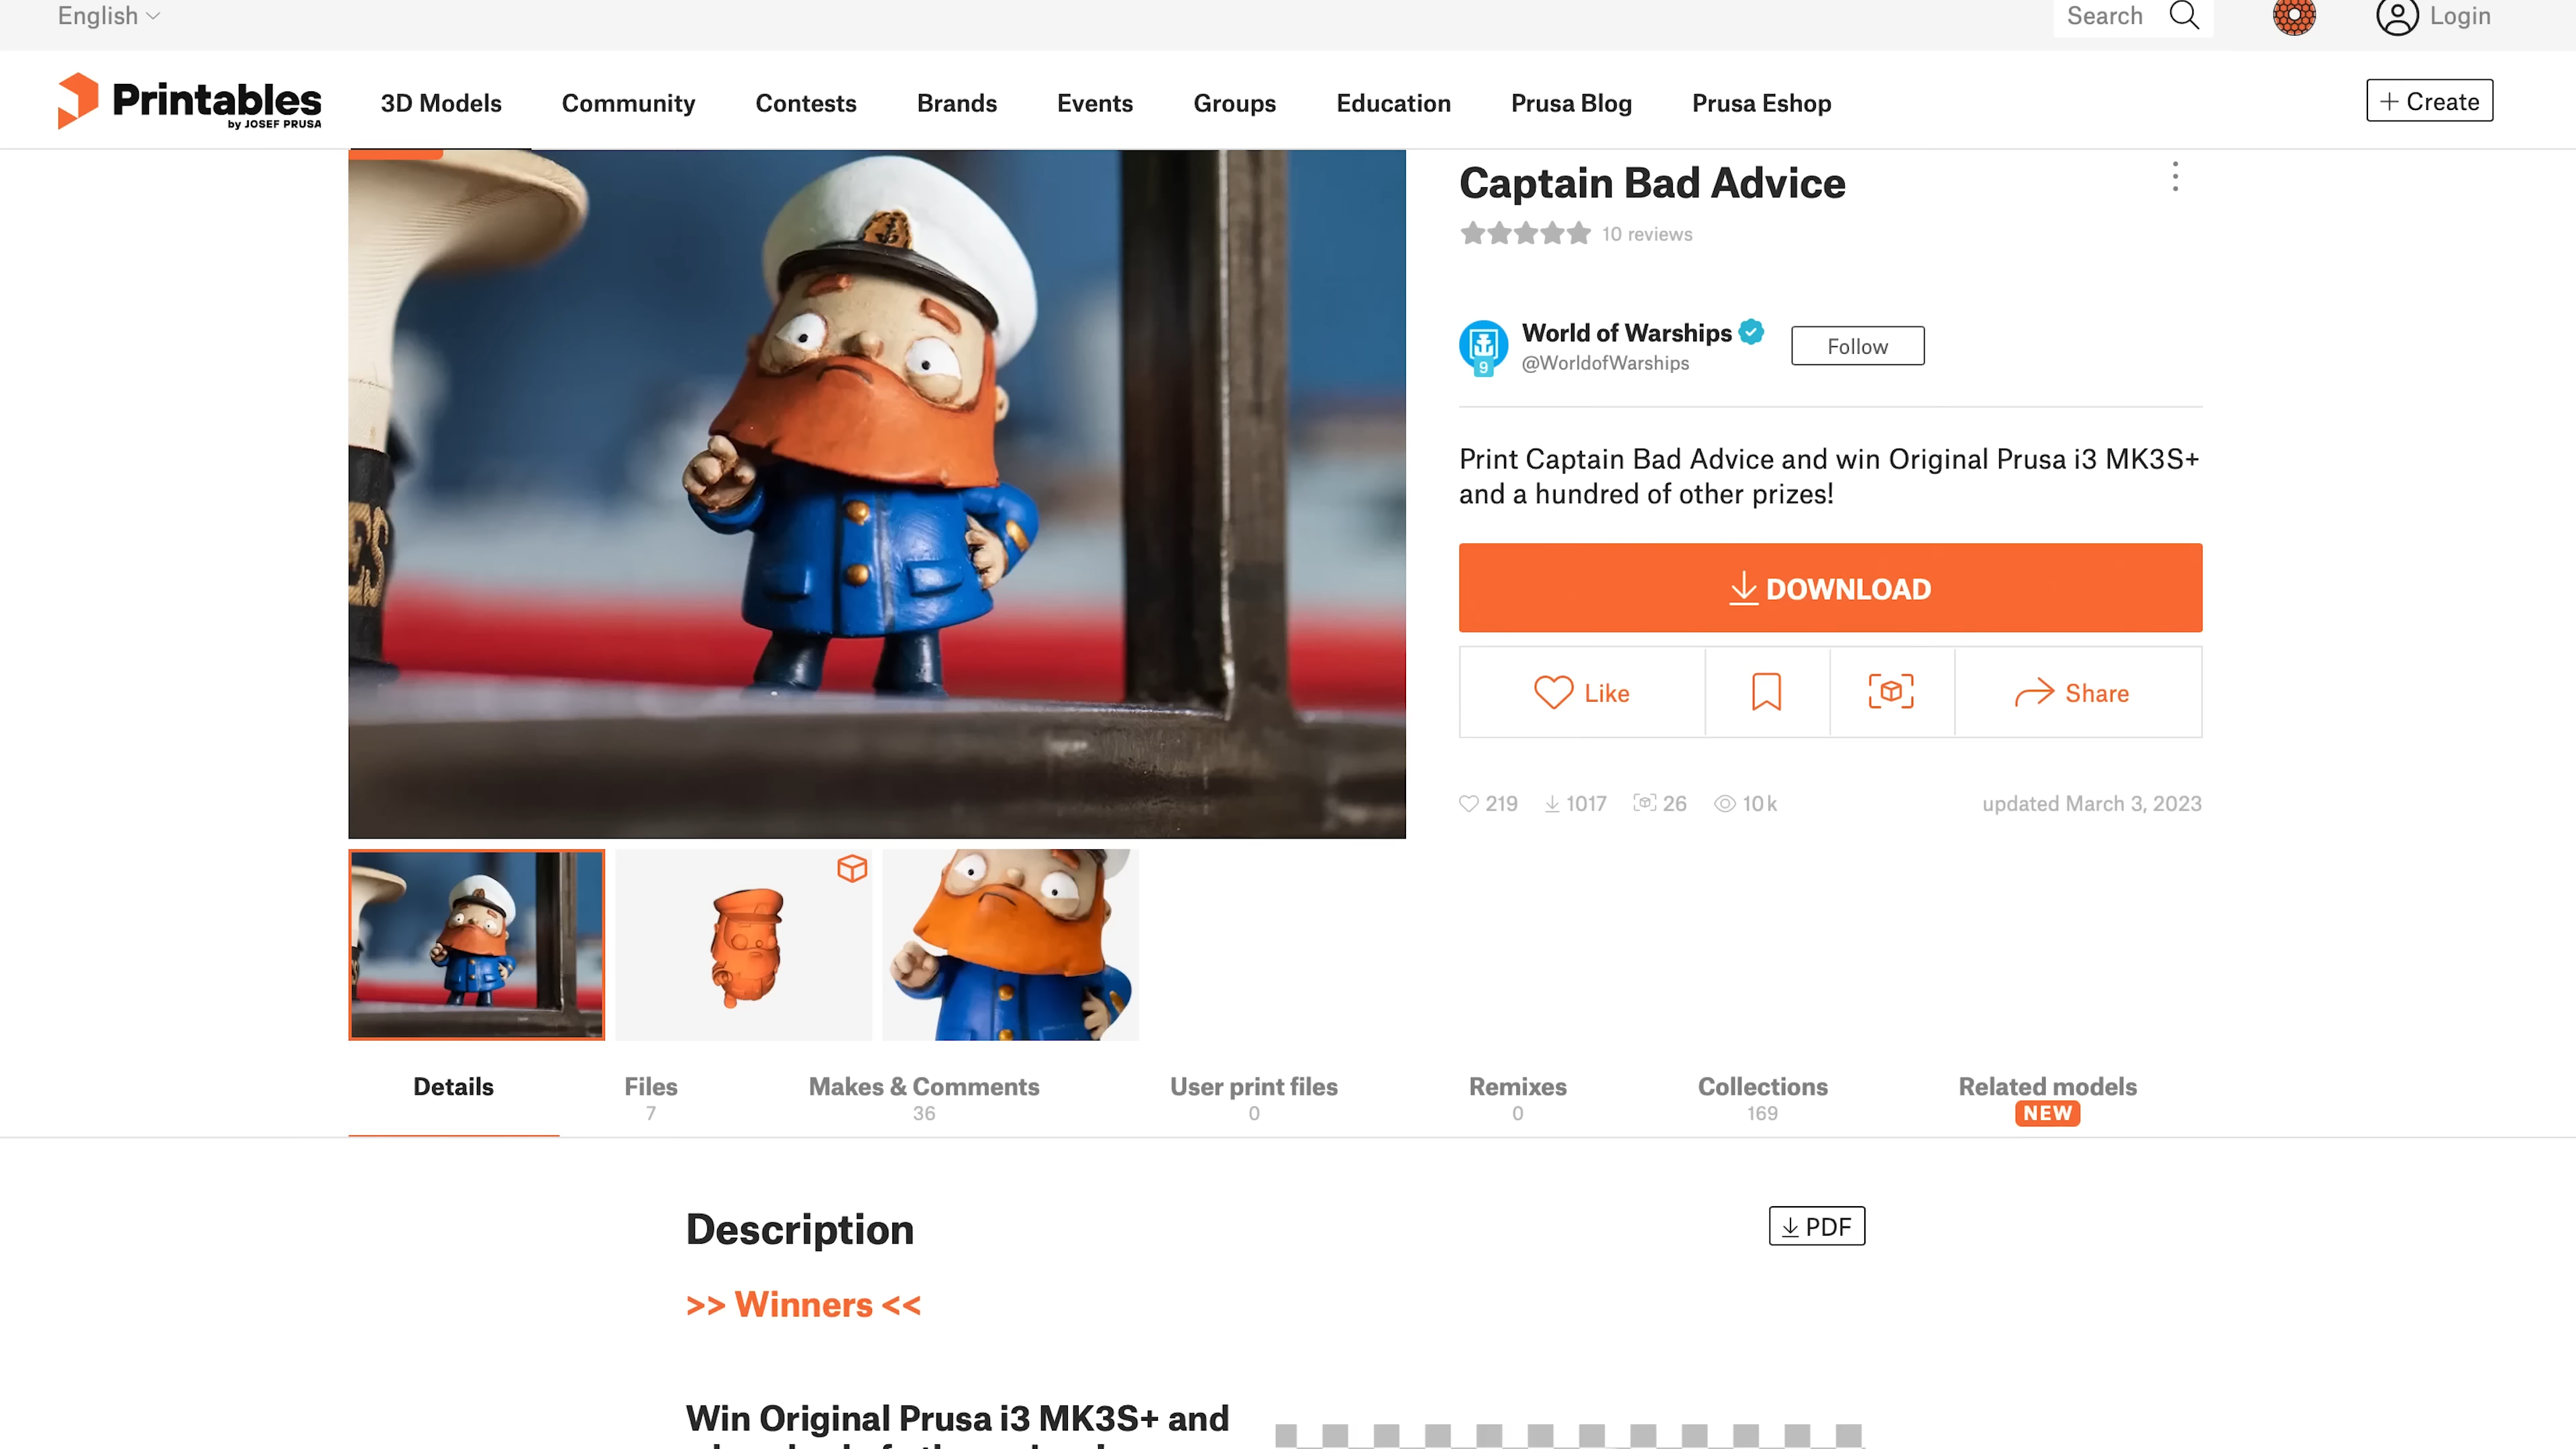 English
Search
Login
Printables
by JOSEF PRUSA
3D Models
Community
Contests
Brands
Events
Groups
Education
Prusa Blog
Prusa Eshop
+ Create
Captain Bad Advice
10 reviews
World of Warships
@WorldofWarships
9
Follow
Print Captain Bad Advice and win Original Prusa i3 MK3S+
and a hundred of other prizes!
DOWNLOAD
Like
Share
219
1017
26
10k
updated March 3, 2023
ES
Details
Files
7
Makes & Comments
36
User print files
0
Remixes
0
Collections
169
Related models
NEW
Description
PDF
>> Winners <<
Win Original Prusa i3 MK3S+ and